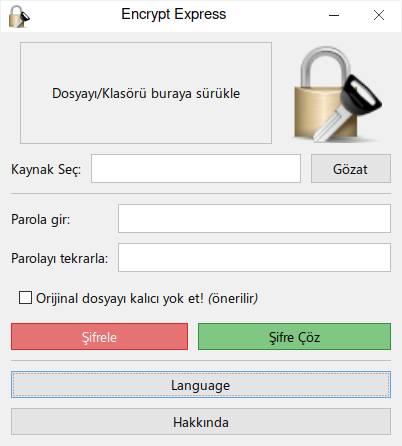 Encrypt Express
Dosyayı/Klasörü buraya sürükle
Kaynak Seç:
Gözat
Parola gir:
Parolayı tekrarla:
Orijinal dosyayı kalıcı yok et! (önerilir)
Şifrele
Şifre Çöz
Language
Hakkında